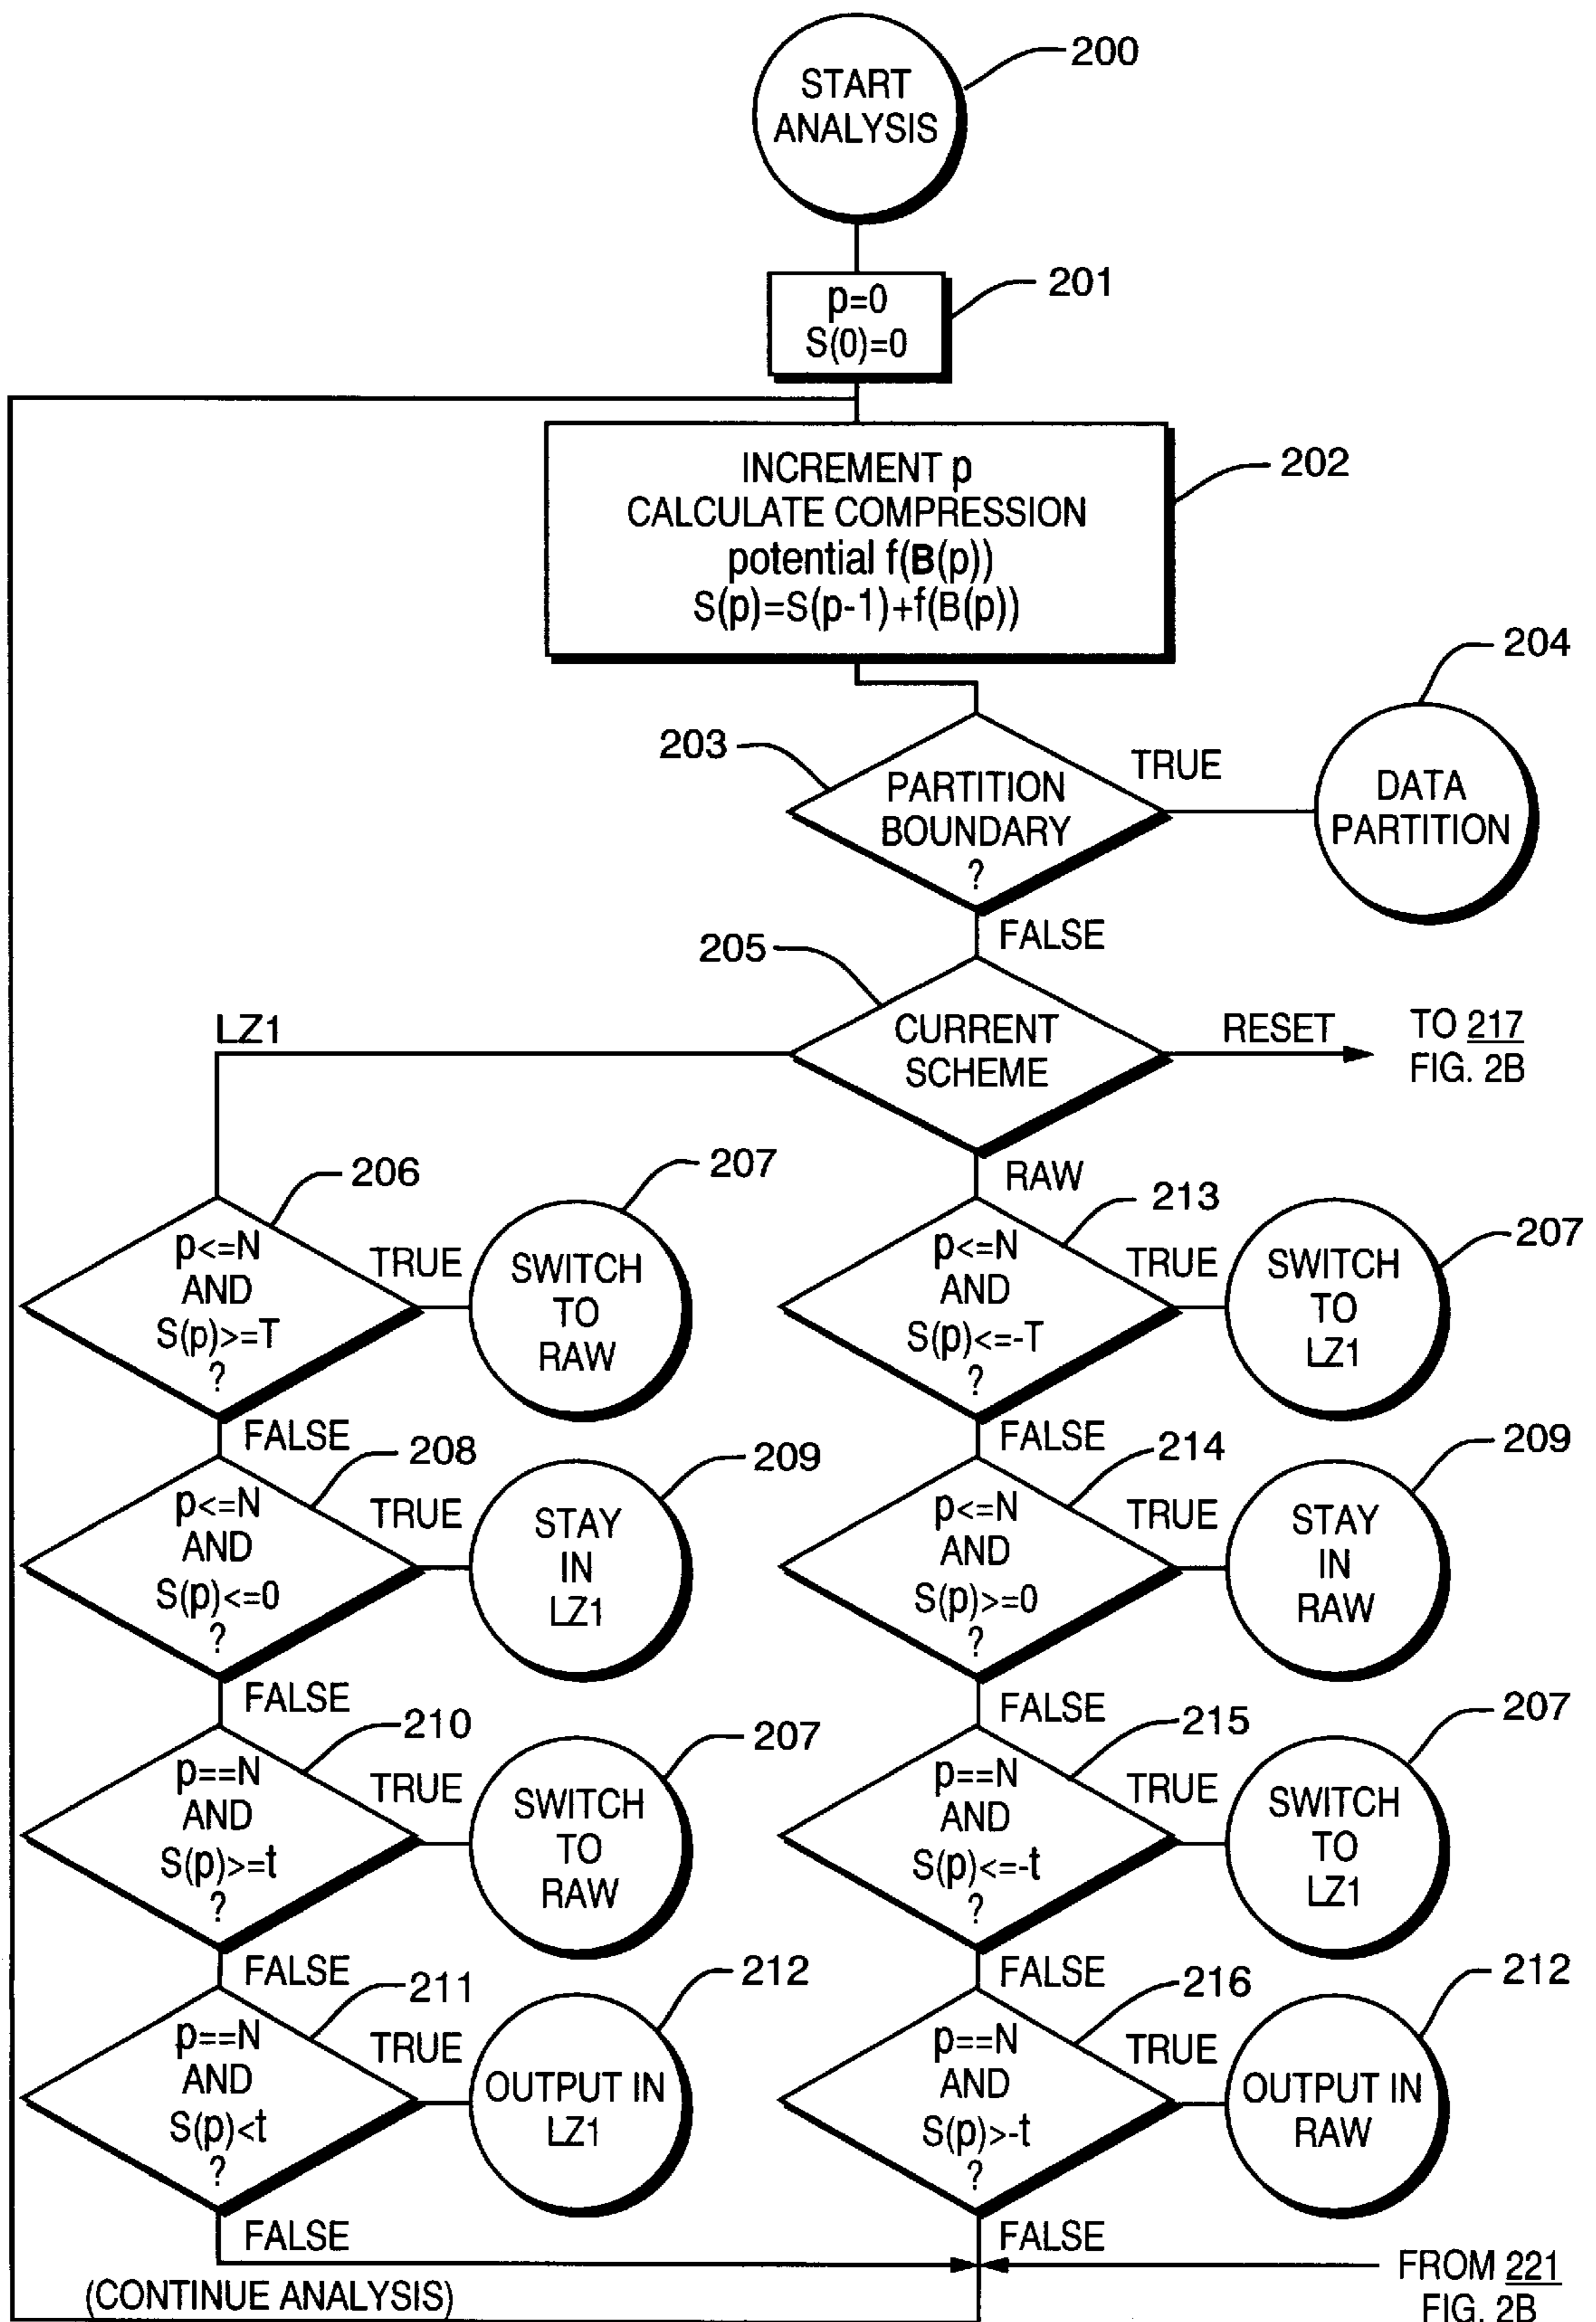 200
START
ANALYSIS
201
p=0
S(0)=0
202
INCREMENT p
CALCULATE COMPRESSION
potential f(B(p))
S(p)=S(p-1)+f(B(p))
204
203
TRUE
PARTITION
BOUNDARY
?
DATA
PARTITION
FALSE
205
LZ1
CURRENT
SCHEME
RESET
TO 217
FIG. 2B
RAW
206
p<=N
AND
S(p)>=T
?
TRUE
207
SWITCH
TO
RAW
213
p<=N
AND
S(p)<=-T
?
TRUE
207
SWITCH
TO
LZ1
FALSE
208
p<=N
AND
S(p)<=0
?
TRUE
209
STAY
IN
LZ1
FALSE
214
p<=N
AND
S(p)>=0
?
TRUE
209
STAY
IN
RAW
FALSE
210
p==N
AND
S(p)>=t
?
TRUE
207
SWITCH
TO
RAW
FALSE
215
p==N
AND
S(p)<=-t
?
TRUE
207
SWITCH
TO
LZ1
FALSE
211
p==N
AND
S(p)<t
?
TRUE
212
OUTPUT IN
LZ1
FALSE
216
p==N
AND
S(p)>-t
?
TRUE
212
OUTPUT IN
RAW
FALSE
FALSE
(CONTINUE ANALYSIS)
FROM 221
FIG. 2B